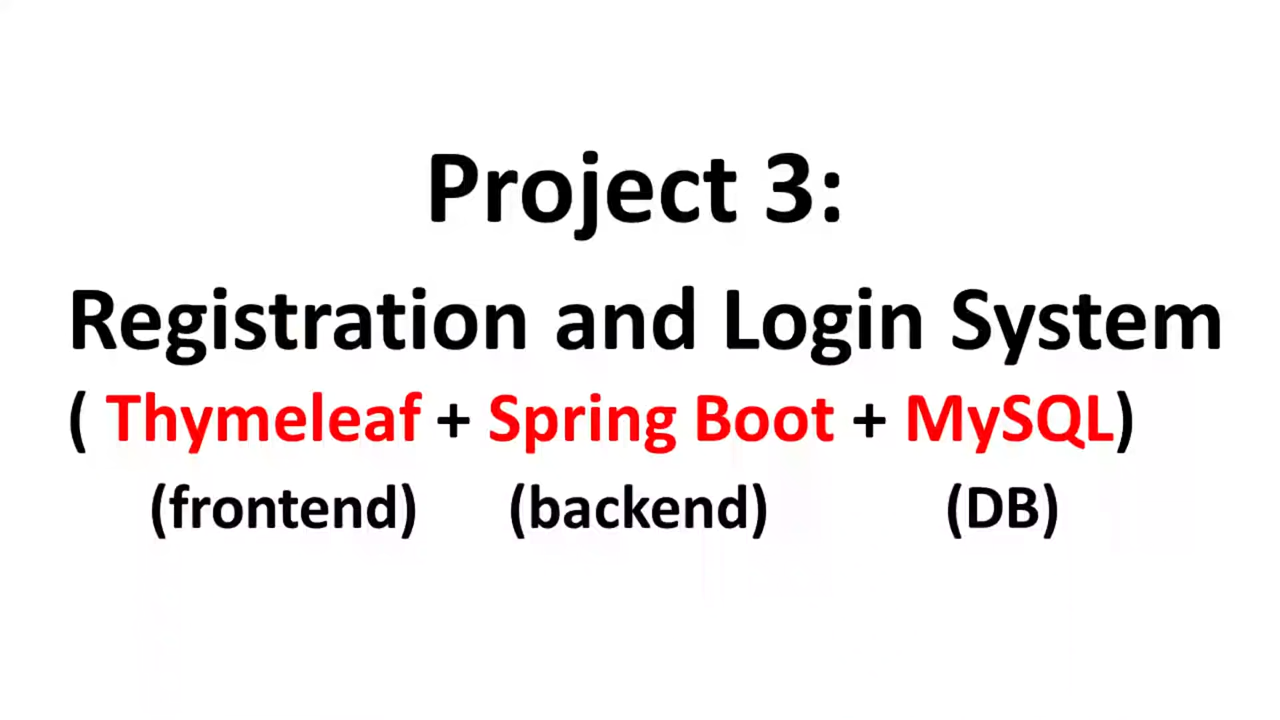 Project 3:
Registration and Login System
( Thymeleaf + Spring Boot + MySQL)
(frontend) (backend) (DB)